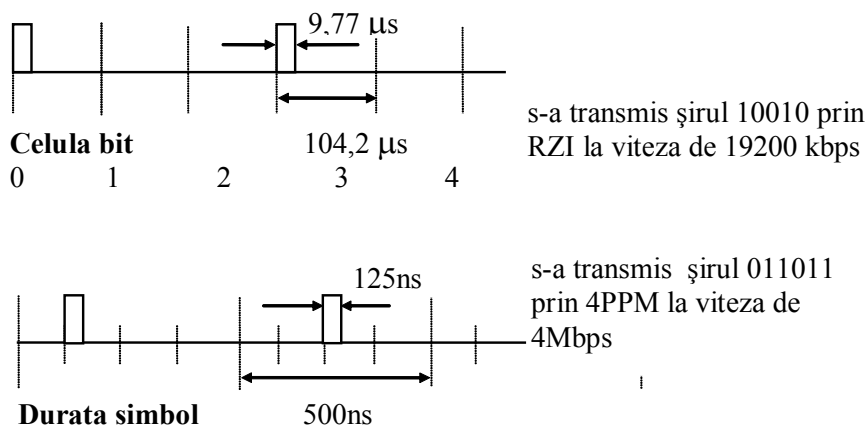 9,77 µs
s-a transmis şirul 10010 prin
RZI la viteza de 19200 kbps
Celula bit 104,2 µs
0 1 2 3 4
125ns
s-a transmis şirul 011011
prin 4PPM la viteza de
4Mbps
Durata simbol 500ns